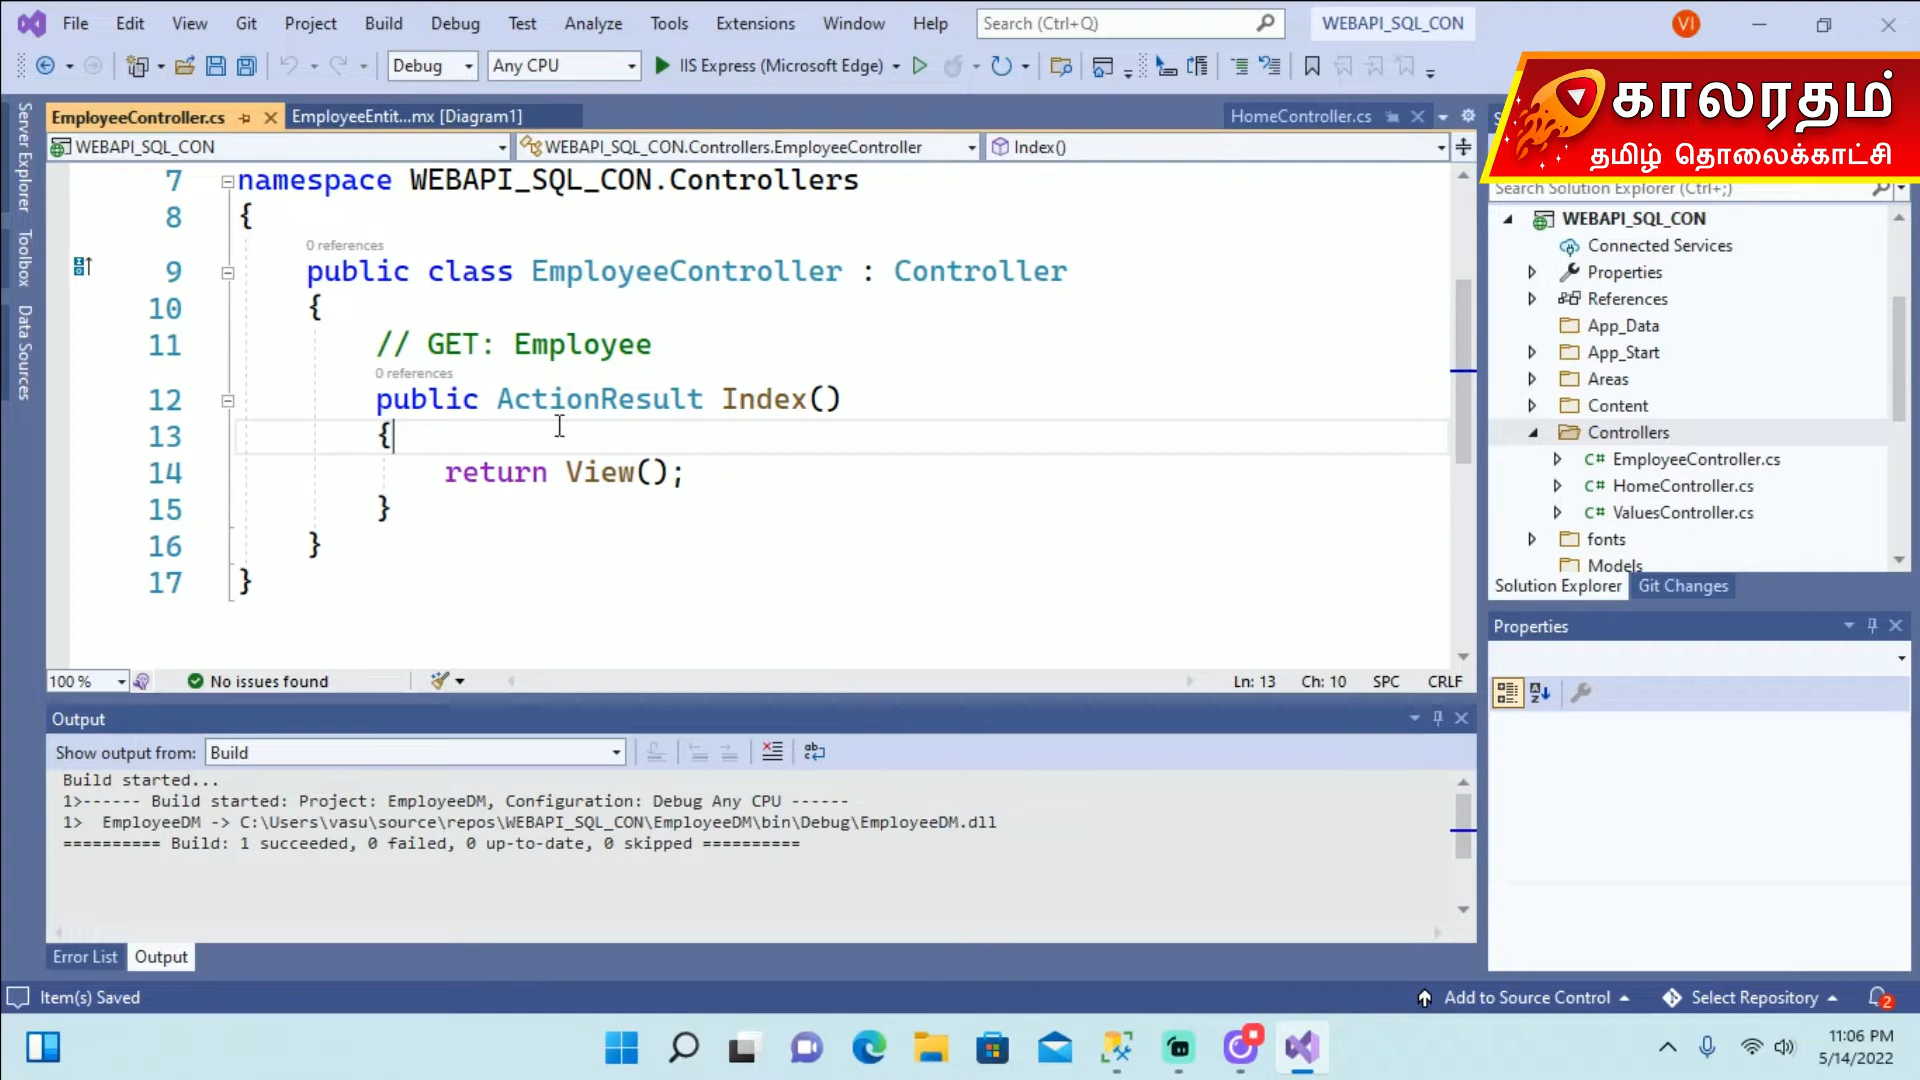 File Edit View Git Project Build Debug Test Analyze Tools Extensions Window Help Search (Ctrl+Q) WEBAPI_SQL_CON VI
Debug Any CPU IIS Express (Microsoft Edge)
காலரதம்
தமிழ் தொலைக்காட்சி
Server Explorer
Toolbox
Data Sources
EmployeeController.cs EmployeeEntit...mx [Diagram1] HomeController.cs
WEBAPI_SQL_CON WEBAPI_SQL_CON.Controllers.EmployeeController Index()
7 namespace WEBAPI_SQL_CON.Controllers
8 {
0 references
9 public class EmployeeController : Controller
10 {
11 // GET: Employee
0 references
12 public ActionResult Index()
13 {
14 return View();
15 }
16 }
17 }
100 % No issues found Ln: 13 Ch: 10 SPC CRLF
Search Solution Explorer (Ctrl+;)
WEBAPI_SQL_CON
Connected Services
Properties
References
App_Data
App_Start
Areas
Content
Controllers
C# EmployeeController.cs
C# HomeController.cs
C# ValuesController.cs
fonts
Models
Solution Explorer Git Changes
Properties
Output
Show output from: Build
Build started...
1>------ Build started: Project: EmployeeDM, Configuration: Debug Any CPU ------
1>  EmployeeDM -> C:\Users\vasu\source\repos\WEBAPI_SQL_CON\EmployeeDM\bin\Debug\EmployeeDM.dll
========== Build: 1 succeeded, 0 failed, 0 up-to-date, 0 skipped ==========
Error List Output
Item(s) Saved Add to Source Control Select Repository 2
11:06 PM
5/14/2022